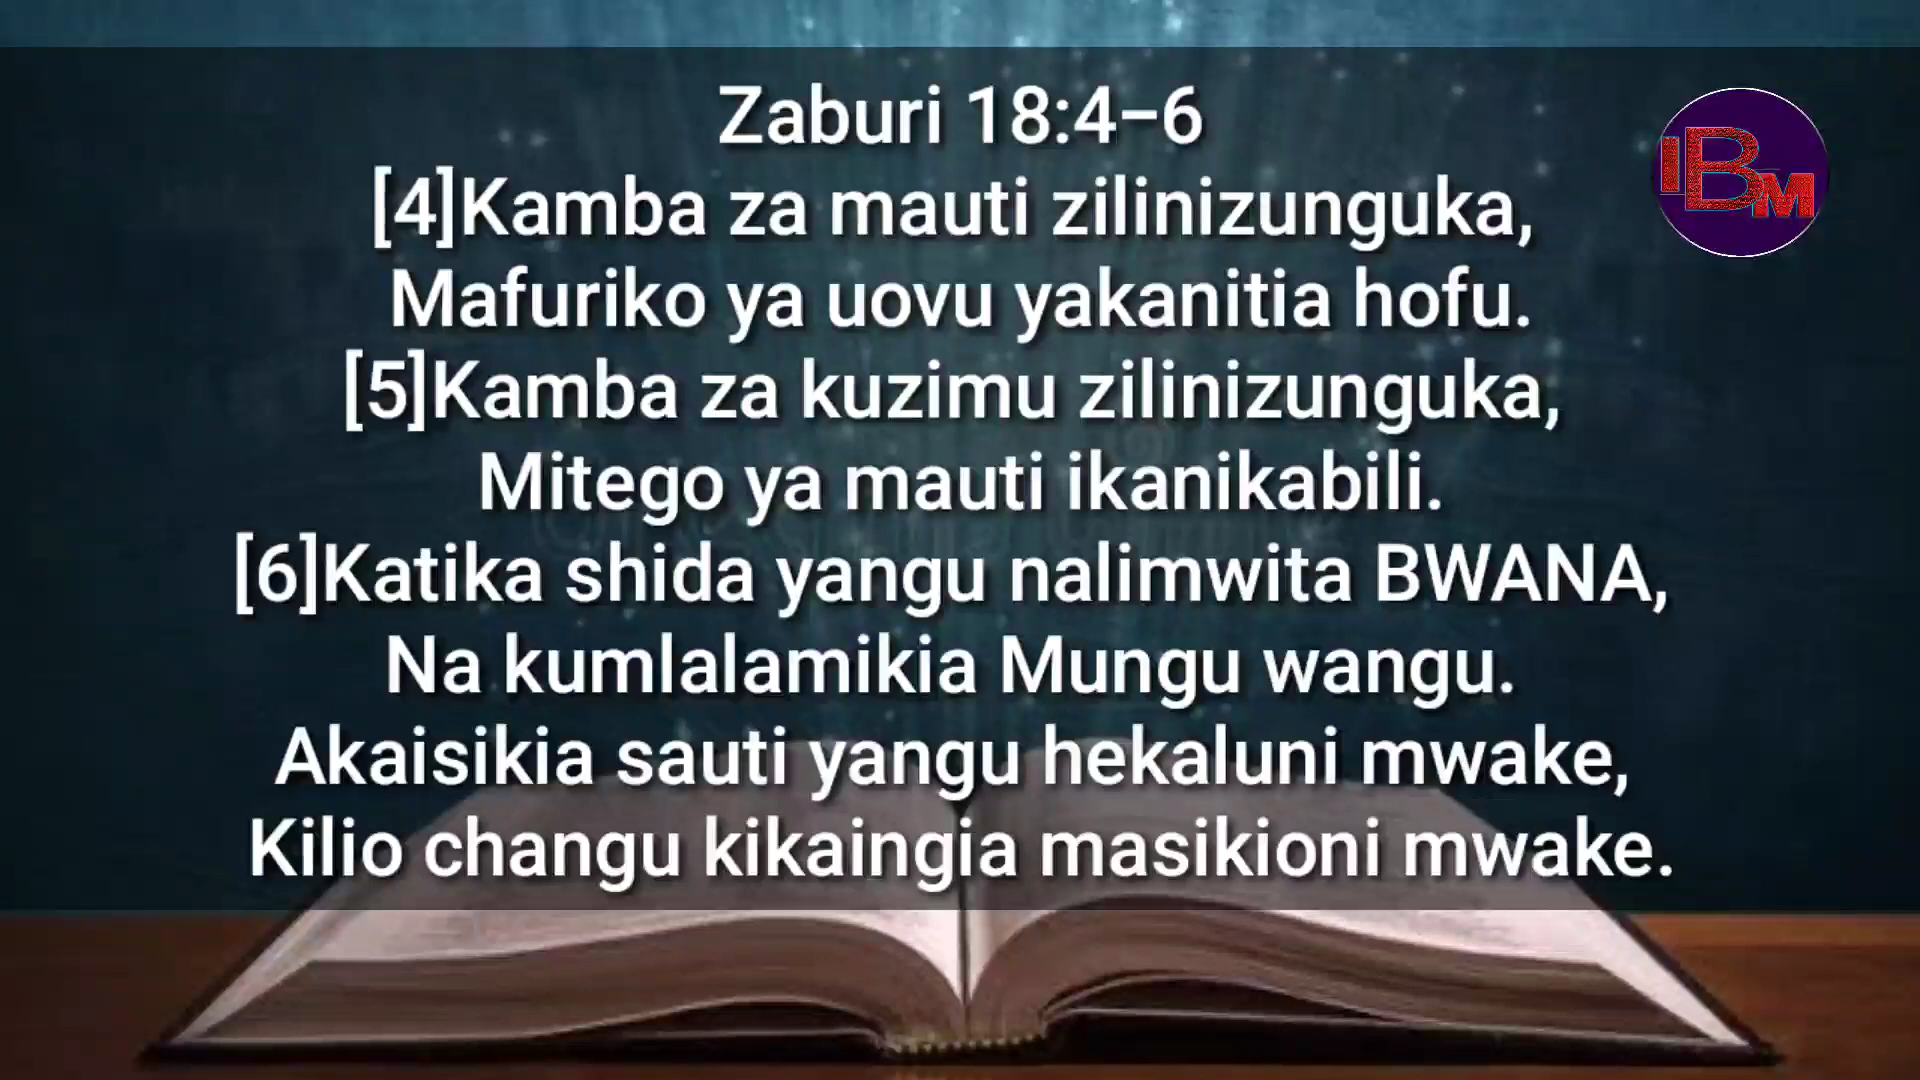 Zaburi 18:4–6
[4]Kamba za mauti zilinizunguka,
Mafuriko ya uovu yakanitia hofu.
[5]Kamba za kuzimu zilinizunguka,
Mitego ya mauti ikanikabili.
[6]Katika shida yangu nalimwita BWANA,
Na kumlalamikia Mungu wangu.
Akaisikia sauti yangu hekaluni mwake,
Kilio changu kikaingia masikioni mwake.
IBM